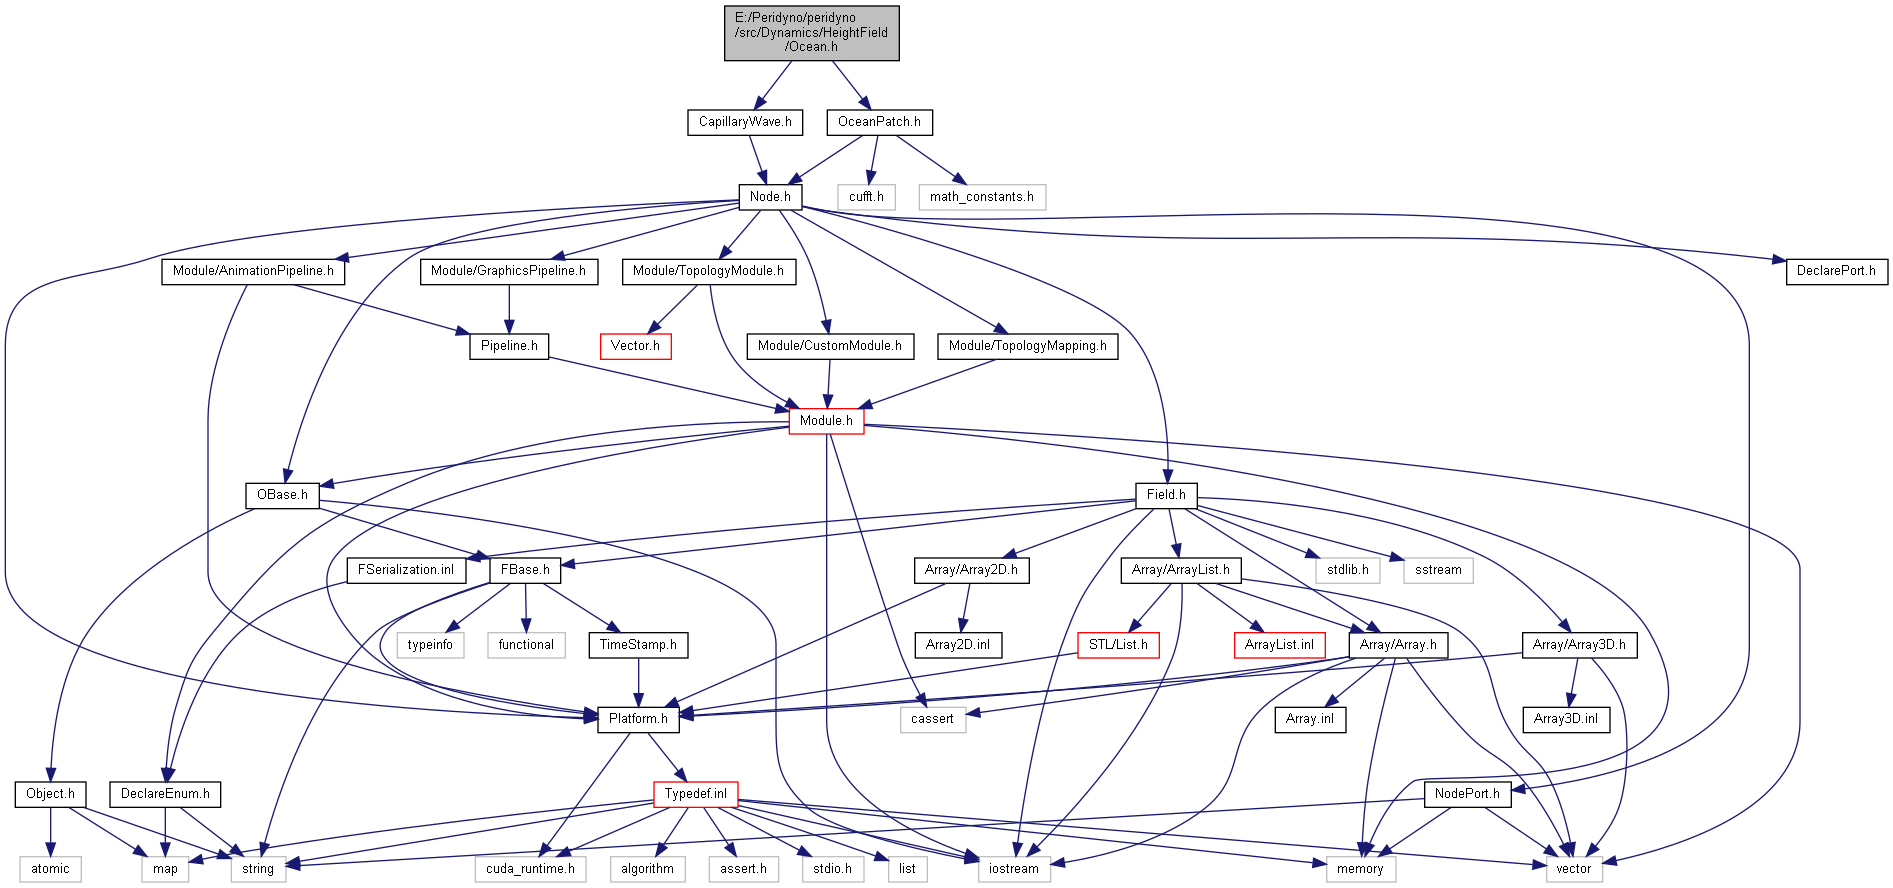 E:/Peridyno/peridyno
/src/Dynamics/HeightField
/Ocean.h
CapillaryWave.h
OceanPatch.h
Node.h
cufft.h
math_constants.h
Module/AnimationPipeline.h
Module/GraphicsPipeline.h
Module/TopologyModule.h
DeclarePort.h
Pipeline.h
Vector.h
Module/CustomModule.h
Module/TopologyMapping.h
Module.h
OBase.h
Field.h
FSerialization.inl
FBase.h
Array/Array2D.h
Array/ArrayList.h
stdlib.h
sstream
typeinfo
functional
TimeStamp.h
Array2D.inl
STL/List.h
ArrayList.inl
Array/Array.h
Array/Array3D.h
Platform.h
cassert
Array.inl
Array3D.inl
Object.h
DeclareEnum.h
Typedef.inl
NodePort.h
atomic
map
string
cuda_runtime.h
algorithm
assert.h
stdio.h
list
iostream
memory
vector